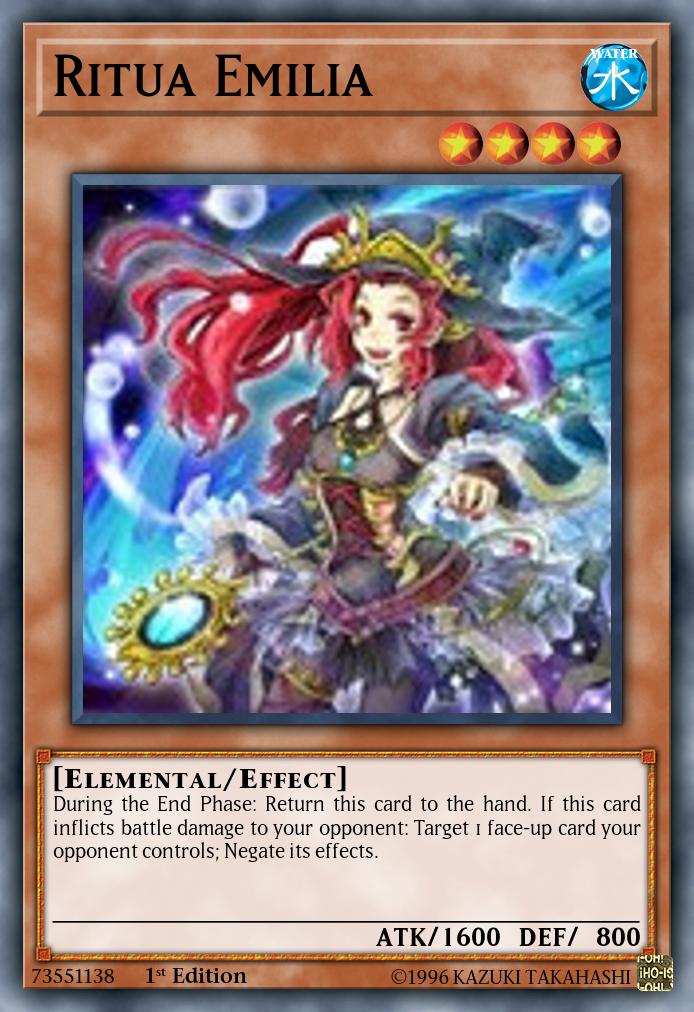 Ritua Emilia
WATER
水
[Elemental/Effect]
During the End Phase: Return this card to the hand. If this card
inflicts battle damage to your opponent: Target 1 face-up card your
opponent controls; Negate its effects.
ATK/1600 DEF/ 800
73551138 1st Edition ©1996 KAZUKI TAKAHASHI